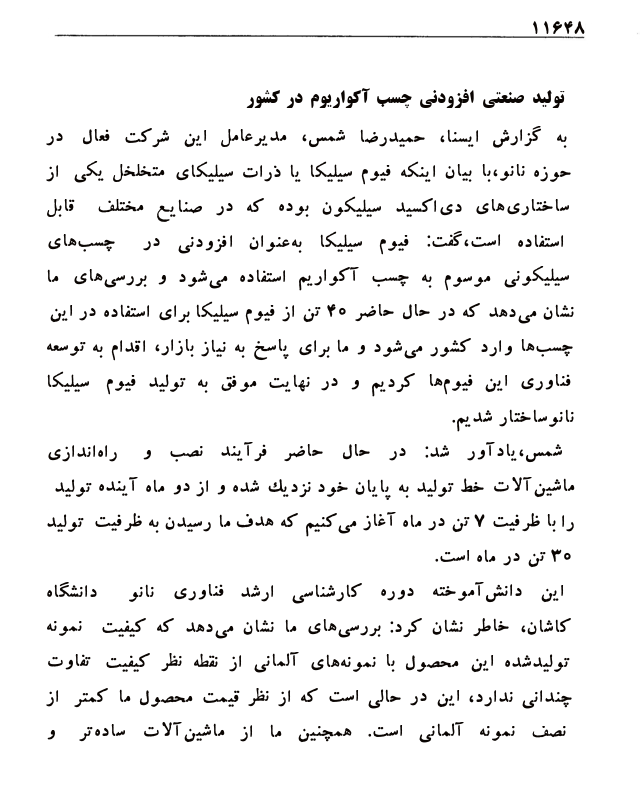 ۱۱۶۴۸
تولید صنعتی افزودنی چسب آکواریوم در کشور
به گزارش ایسنا، حمیدرضا شمس، مدیرعامل این شرکت فعال در
حوزه نانو،با بیان اینکه فیوم سیلیکا یا ذرات سیلیکای متخلخل یکی از
ساختاری‌های دی‌اکسید سیلیکون بوده که در صنایع مختلف قابل
استفاده است،گفت: فیوم سیلیکا به‌عنوان افزودنی در چسب‌های
سیلیکونی موسوم به چسب آکواریم استفاده می‌شود و بررسی‌های ما
نشان می‌دهد که در حال حاضر ۴۰ تن از فیوم سیلیکا برای استفاده در این
چسب‌ها وارد کشور می‌شود و ما برای پاسخ به نیاز بازار، اقدام به توسعه
فناوری این فیوم‌ها کردیم و در نهایت موفق به تولید فیوم سیلیکا
نانوساختار شدیم.
شمس،یادآور شد: در حال حاضر فرآیند نصب و راه‌اندازی
ماشین‌آلات خط تولید به پایان خود نزدیك شده و از دو ماه آینده تولید
را با ظرفیت ۷ تن در ماه آغاز می‌کنیم که هدف ما رسیدن به ظرفیت تولید
۳۰ تن در ماه است.
این دانش‌آموخته دوره کارشناسی ارشد فناوری نانو دانشگاه
کاشان، خاطر نشان کرد: بررسی‌های ما نشان می‌دهد که کیفیت نمونه
تولیدشده این محصول با نمونه‌های آلمانی از نقطه نظر کیفیت تفاوت
چندانی ندارد، این در حالی است که از نظر قیمت محصول ما کمتر از
نصف نمونه آلمانی است. همچنین ما از ماشین‌آلات ساده‌تر و